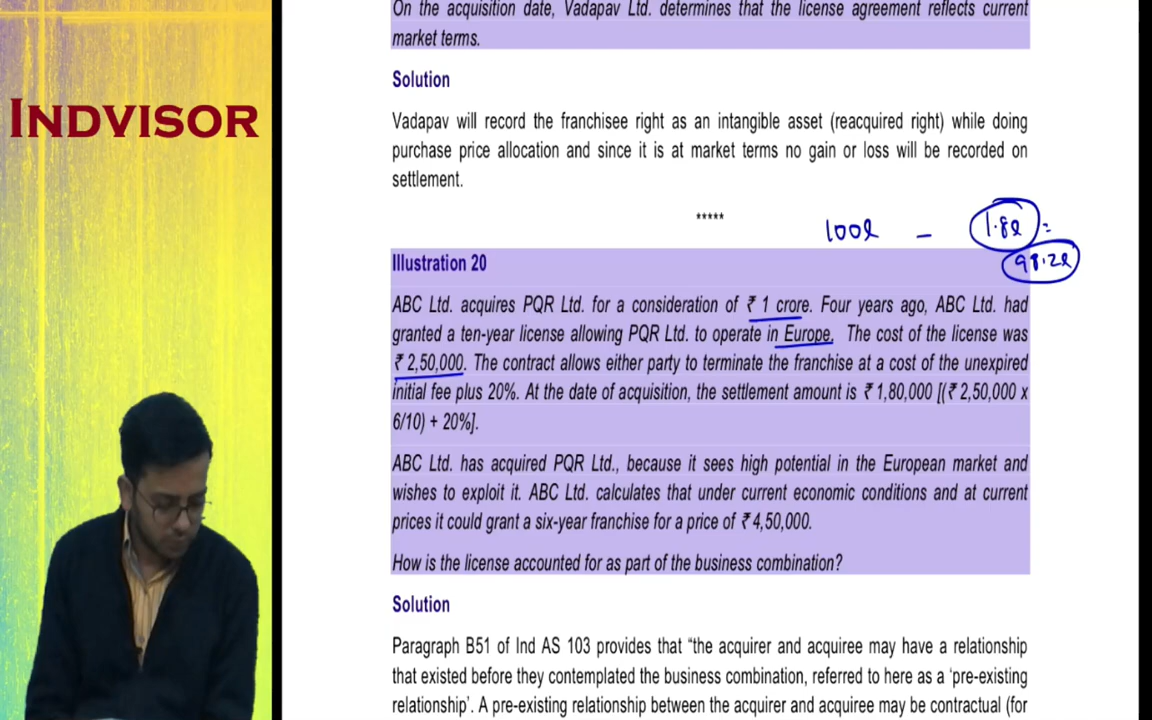 On the acquisition date, Vadapav Ltd. determines that the license agreement reflects current
market terms.
INDVISOR
Solution
Vadapav will record the franchisee right as an intangible asset (reacquired right) while doing
purchase price allocation and since it is at market terms no gain or loss will be recorded on
settlement.
*****
100l - 1.8l =
98.2l
Illustration 20
ABC Ltd. acquires PQR Ltd. for a consideration of ₹ 1 crore. Four years ago, ABC Ltd. had
granted a ten-year license allowing PQR Ltd. to operate in Europe. The cost of the license was
₹ 2,50,000. The contract allows either party to terminate the franchise at a cost of the unexpired
initial fee plus 20%. At the date of acquisition, the settlement amount is ₹ 1,80,000 [(₹ 2,50,000 x
6/10) + 20%].
ABC Ltd. has acquired PQR Ltd., because it sees high potential in the European market and
wishes to exploit it. ABC Ltd. calculates that under current economic conditions and at current
prices it could grant a six-year franchise for a price of ₹ 4,50,000.
How is the license accounted for as part of the business combination?
Solution
Paragraph B51 of Ind AS 103 provides that “the acquirer and acquiree may have a relationship
that existed before they contemplated the business combination, referred to here as a ‘pre-existing
relationship’. A pre-existing relationship between the acquirer and acquiree may be contractual (for